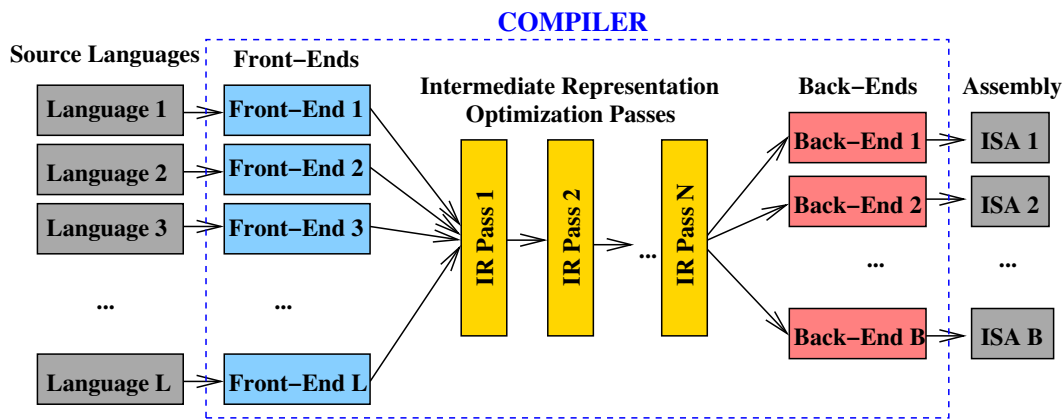 COMPILER
Source Languages
Front−Ends
Intermediate Representation
Optimization Passes
Back−Ends
Assembly
Language 1
Front−End 1
Back−End 1
ISA 1
Language 2
Front−End 2
Back−End 2
ISA 2
Language 3
Front−End 3
IR Pass 1
IR Pass 2
...
IR Pass N
...
...
...
...
Back−End B
ISA B
Language L
Front−End L